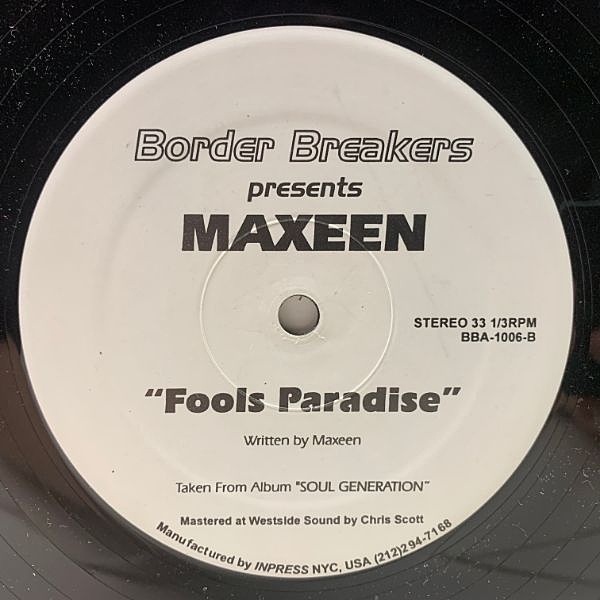 Border Breakers
presents
MAXEEN
STEREO 33 1/3RPM
BBA-1006-B
“Fools Paradise”
Written by Maxeen
Taken From Album "SOUL GENERATION"
Mastered at Westside Sound by Chris Scott
Manufactured by INPRESS NYC, USA (212)294-7168